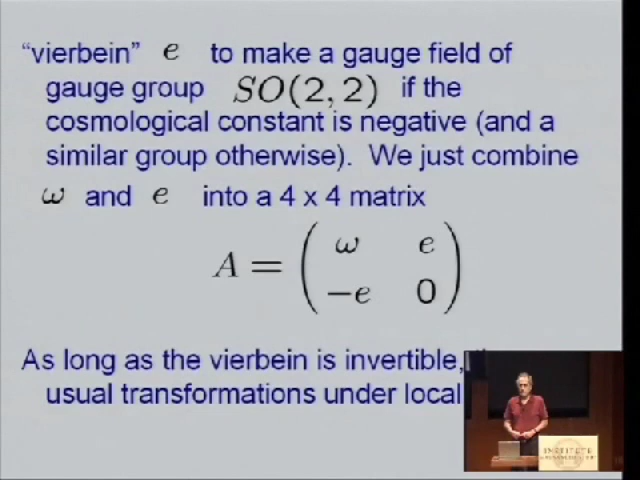 "vierbein" e to make a gauge field of
gauge group SO(2,2) if the
cosmological constant is negative (and a
similar group otherwise). We just combine
ω and e into a 4 x 4 matrix
A = ( ω e
-e 0 )
As long as the vierbein is invertible,
usual transformations under local
INSTITUTE